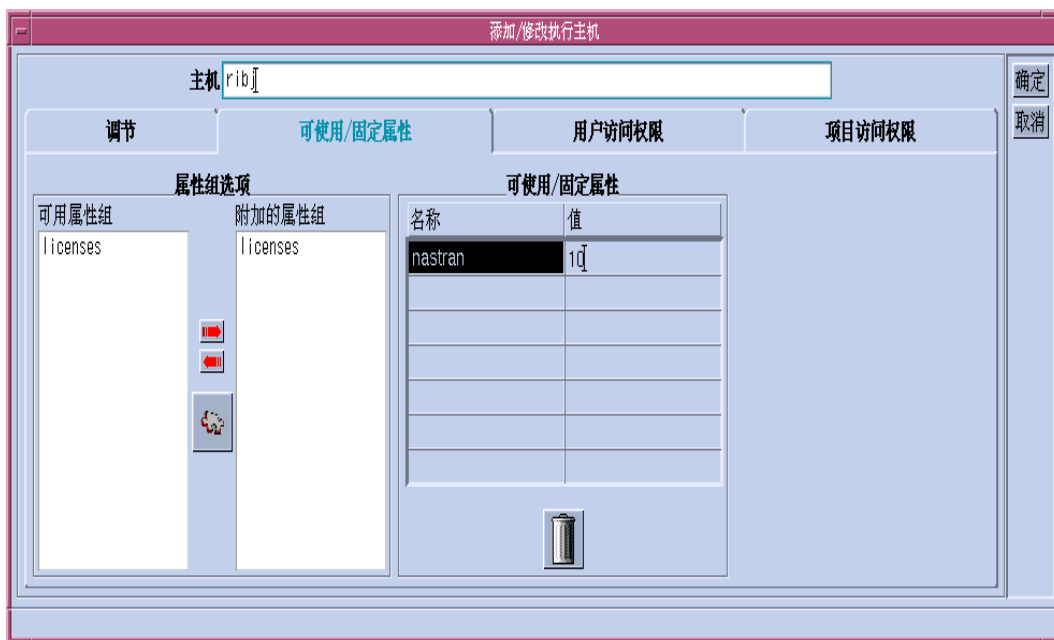 添加/修改执行主机
主机 ribj
确定
取消
调节 可使用/固定属性 用户访问权限 项目访问权限
属性组选项 可使用/固定属性
可用属性组 附加的属性组 名称 值
licenses licenses nastran 10